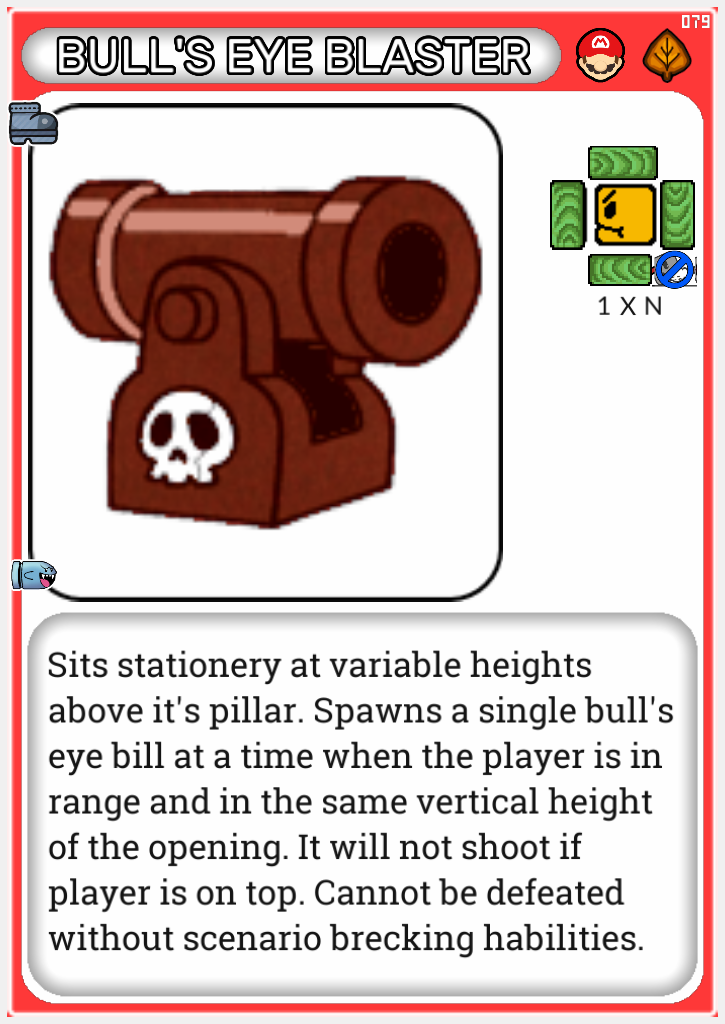 079
BULL'S EYE BLASTER
1 X N
Sits stationery at variable heights
above it's pillar. Spawns a single bull's
eye bill at a time when the player is in
range and in the same vertical height
of the opening. It will not shoot if
player is on top. Cannot be defeated
without scenario brecking habilities.